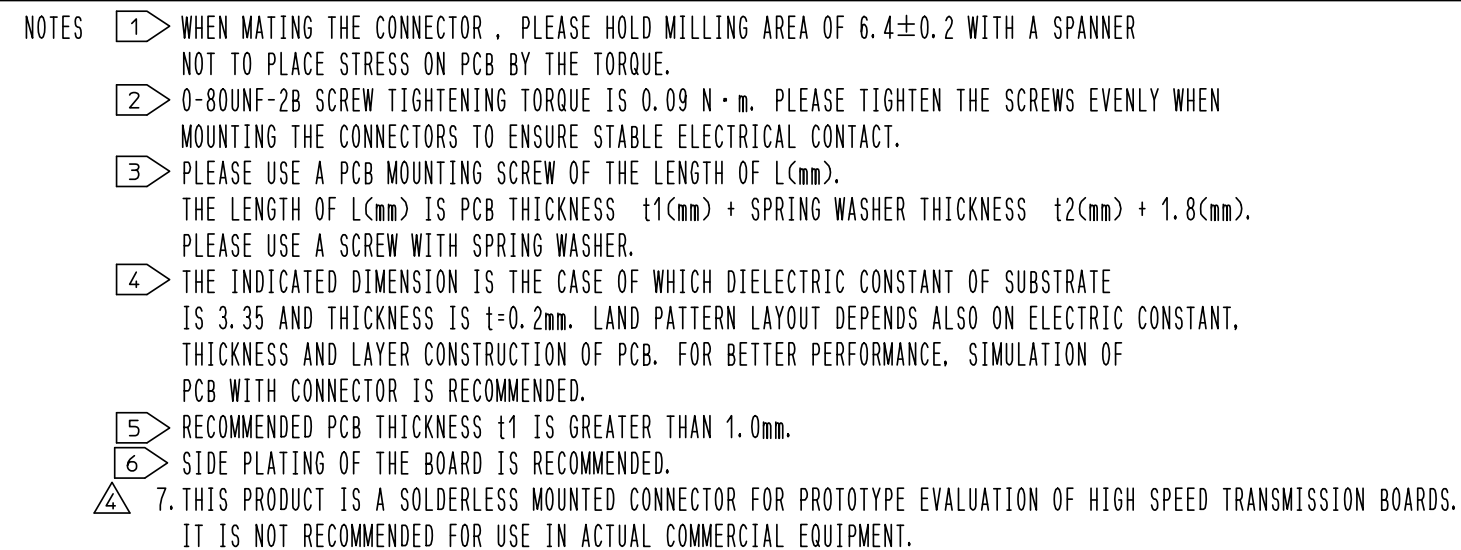 NOTES 1 WHEN MATING THE CONNECTOR , PLEASE HOLD MILLING AREA OF 6.4±0.2 WITH A SPANNER
NOT TO PLACE STRESS ON PCB BY THE TORQUE.
2 0-80UNF-2B SCREW TIGHTENING TORQUE IS 0.09 N・m. PLEASE TIGHTEN THE SCREWS EVENLY WHEN
MOUNTING THE CONNECTORS TO ENSURE STABLE ELECTRICAL CONTACT.
3 PLEASE USE A PCB MOUNTING SCREW OF THE LENGTH OF L(mm).
THE LENGTH OF L(mm) IS PCB THICKNESS t1(mm) + SPRING WASHER THICKNESS t2(mm) + 1.8(mm).
PLEASE USE A SCREW WITH SPRING WASHER.
4 THE INDICATED DIMENSION IS THE CASE OF WHICH DIELECTRIC CONSTANT OF SUBSTRATE
IS 3.35 AND THICKNESS IS t=0.2mm. LAND PATTERN LAYOUT DEPENDS ALSO ON ELECTRIC CONSTANT,
THICKNESS AND LAYER CONSTRUCTION OF PCB. FOR BETTER PERFORMANCE, SIMULATION OF
PCB WITH CONNECTOR IS RECOMMENDED.
5 RECOMMENDED PCB THICKNESS t1 IS GREATER THAN 1.0mm.
6 SIDE PLATING OF THE BOARD IS RECOMMENDED.
4 7. THIS PRODUCT IS A SOLDERLESS MOUNTED CONNECTOR FOR PROTOTYPE EVALUATION OF HIGH SPEED TRANSMISSION BOARDS.
IT IS NOT RECOMMENDED FOR USE IN ACTUAL COMMERCIAL EQUIPMENT.